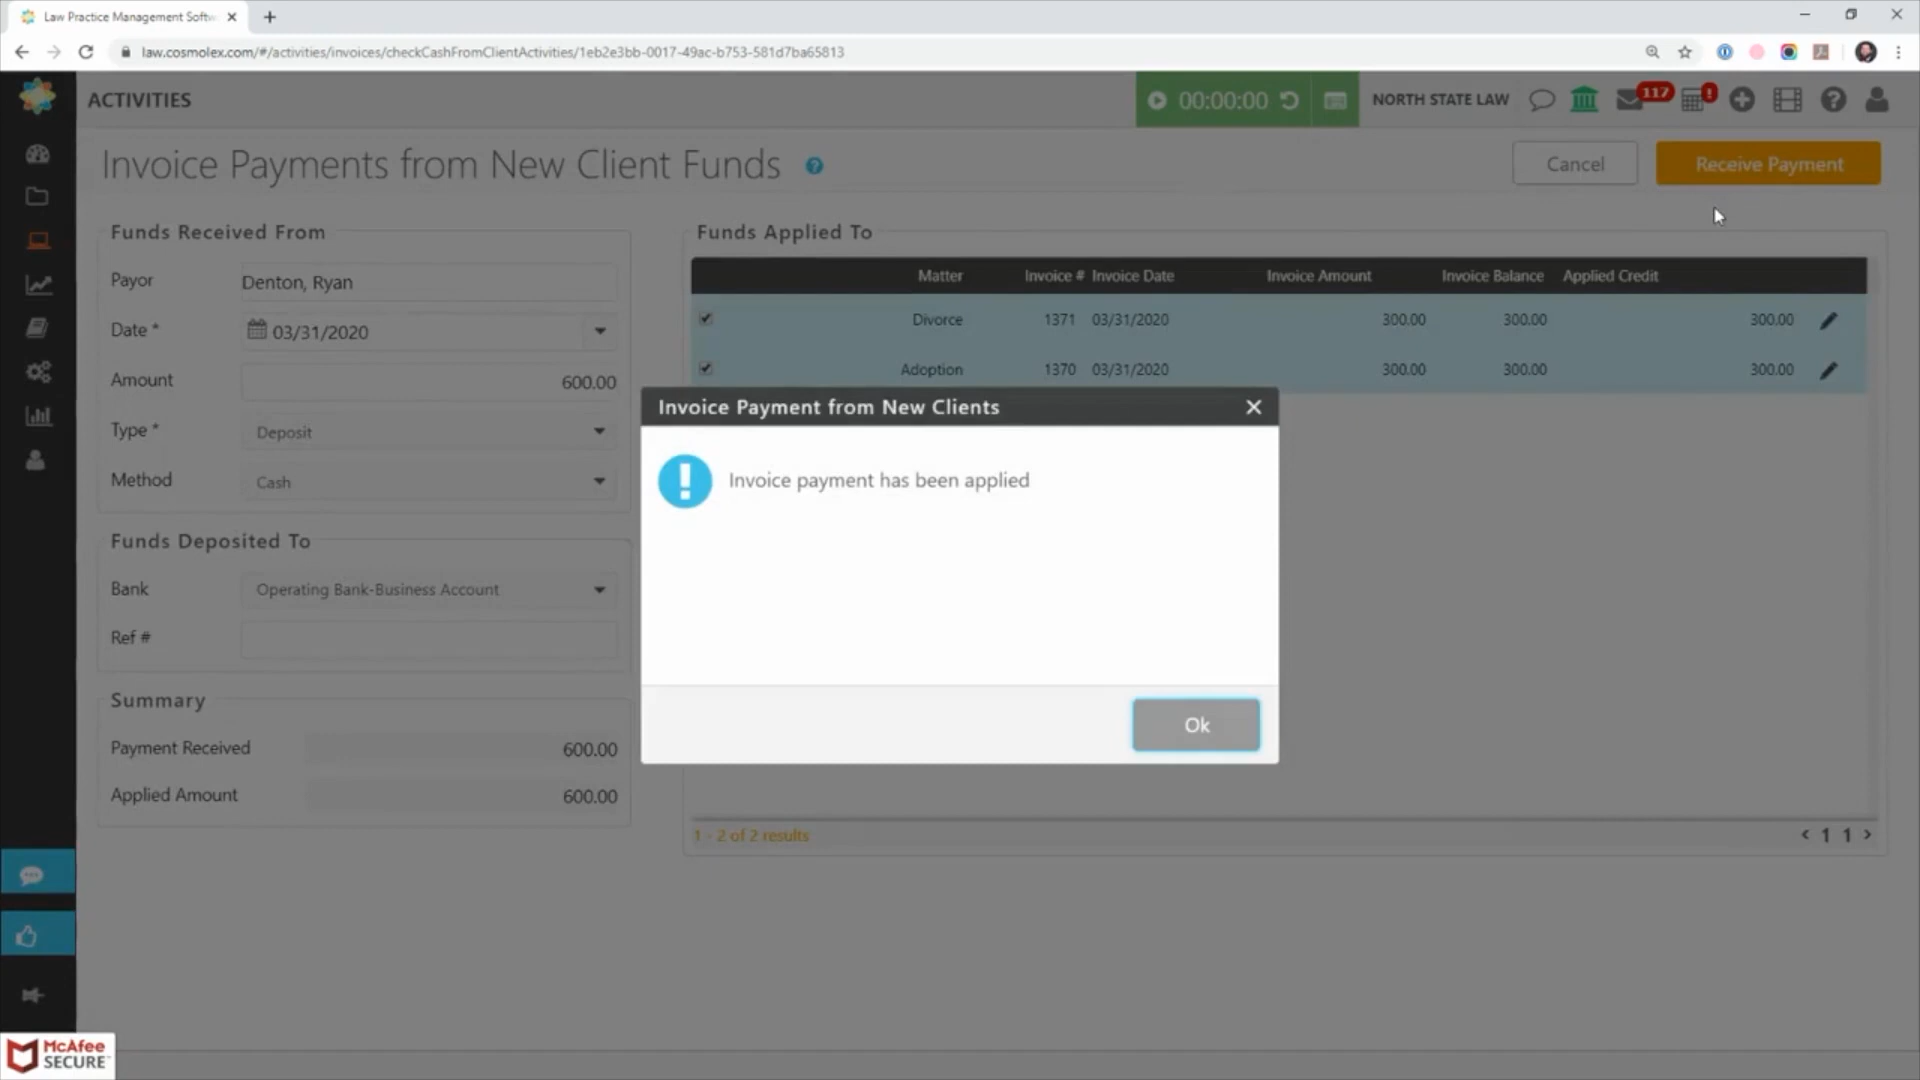 Law Practice Management Softw
law.cosmolex.com/#/activities/invoices/checkCashFromClientActivities/1eb2e3bb-0017-49ac-b753-581d7ba65813
ACTIVITIES
00:00:00
NORTH STATE LAW
117
!
?
Invoice Payments from New Client Funds ?
Cancel
Receive Payment
Funds Received From
Payor
Denton, Ryan
Date *
03/31/2020
Amount
600.00
Type *
Deposit
Method
Cash
Funds Deposited To
Bank
Operating Bank-Business Account
Ref #
Summary
Payment Received
600.00
Applied Amount
600.00
Funds Applied To
Matter Invoice # Invoice Date Invoice Amount Invoice Balance Applied Credit
Divorce 1371 03/31/2020 300.00 300.00 300.00
Adoption 1370 03/31/2020 300.00 300.00 300.00
Invoice Payment from New Clients
Invoice payment has been applied
Ok
1 - 2 of 2 results
< 1 1 >
McAfee
SECURE